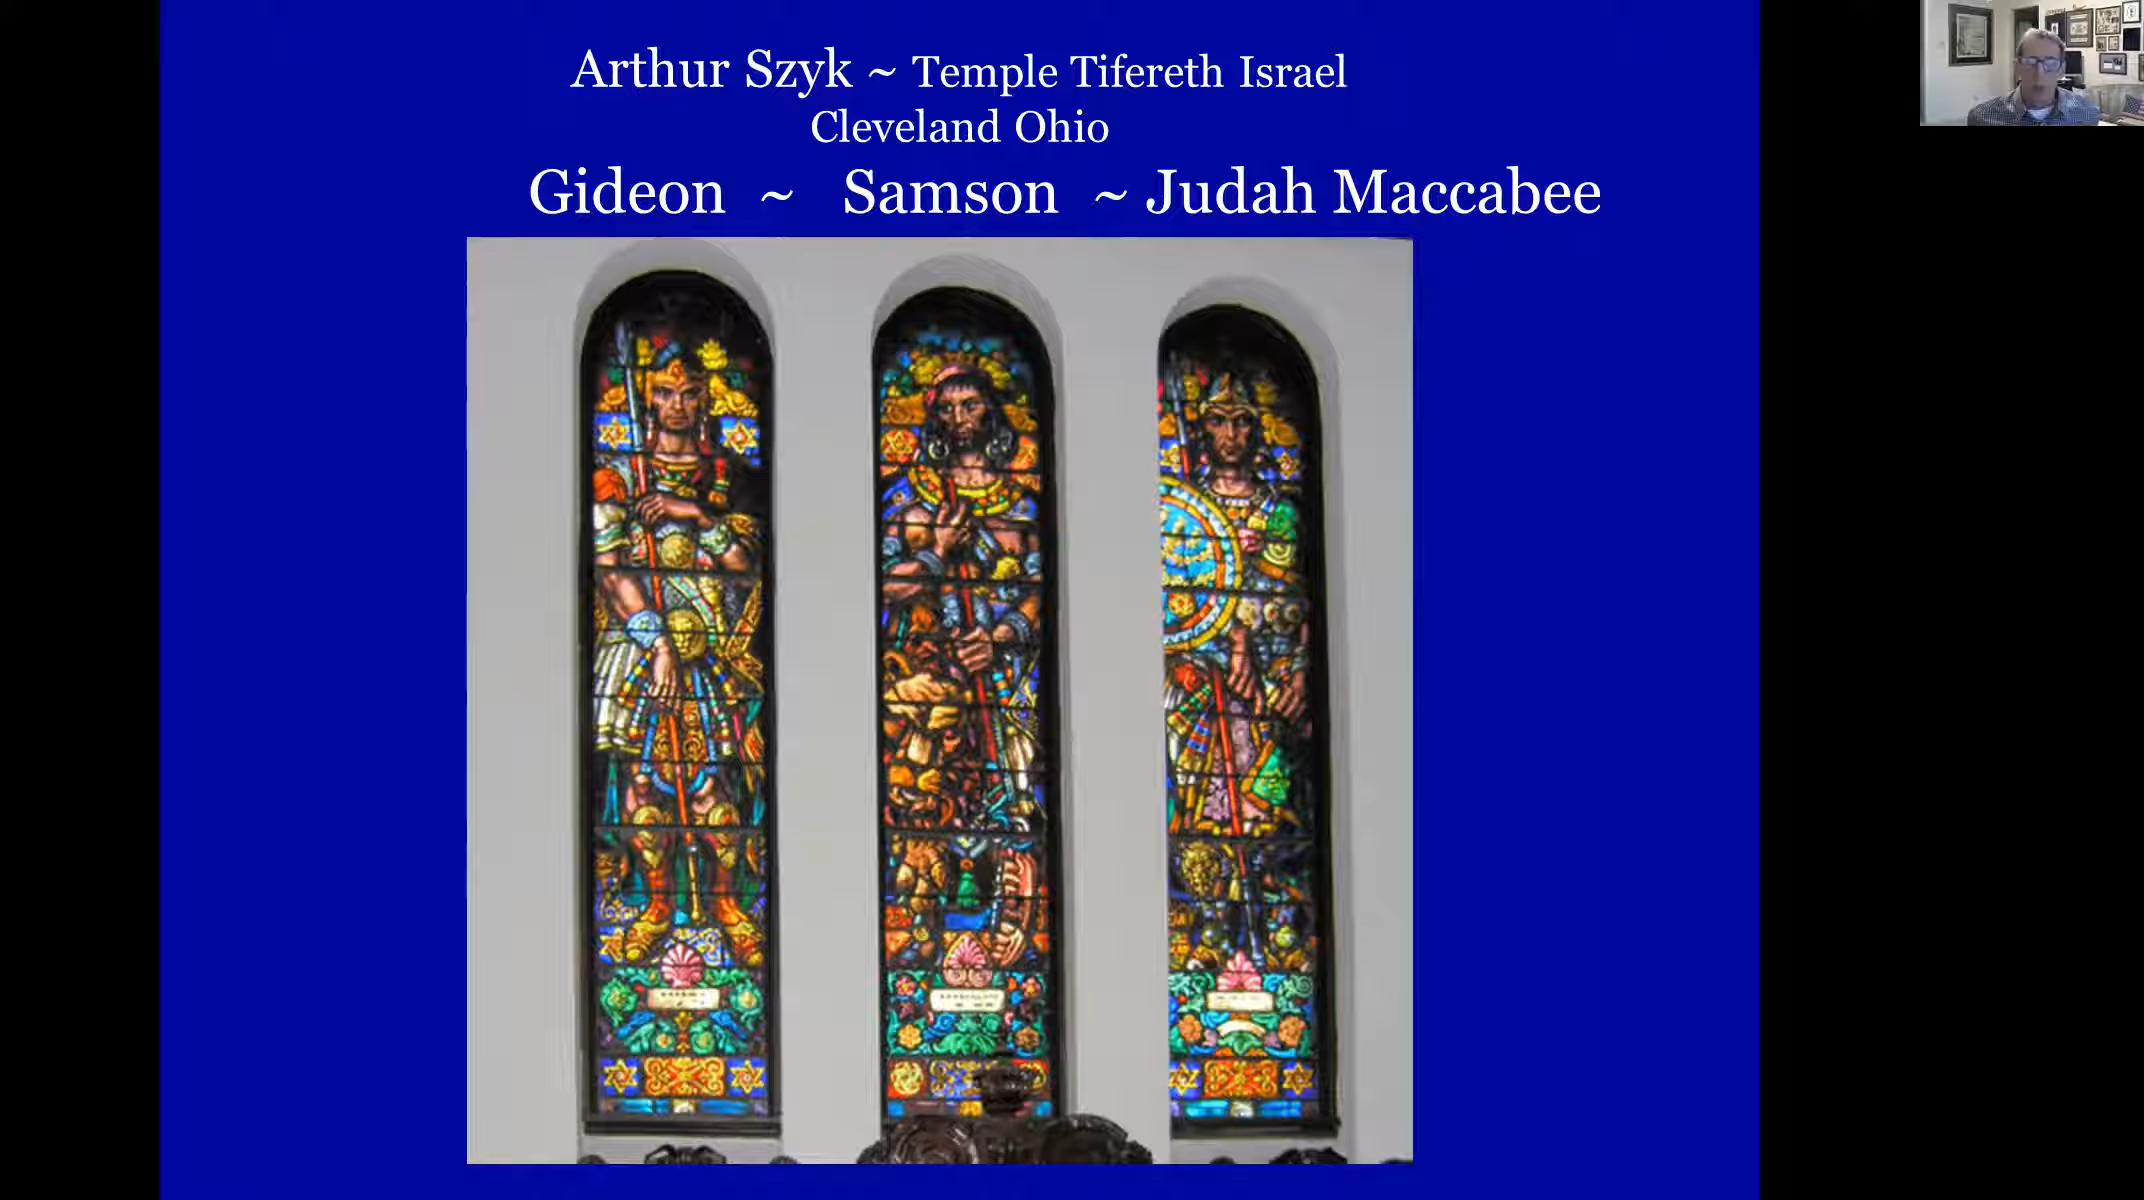 Arthur Szyk ~ Temple Tifereth Israel
Cleveland Ohio
Gideon ~ Samson ~ Judah Maccabee